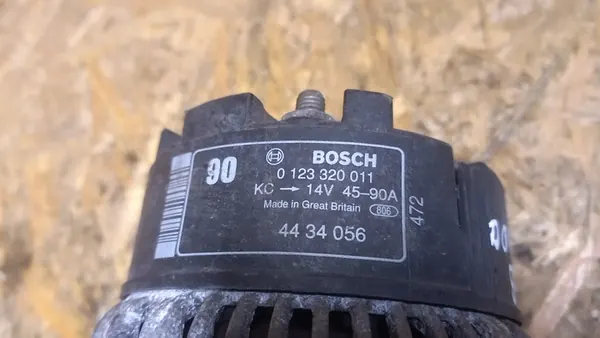 90
BOSCH
0 123 320 011
KC → 14V 45–90A
Made in Great Britain 806
44 34 056
472